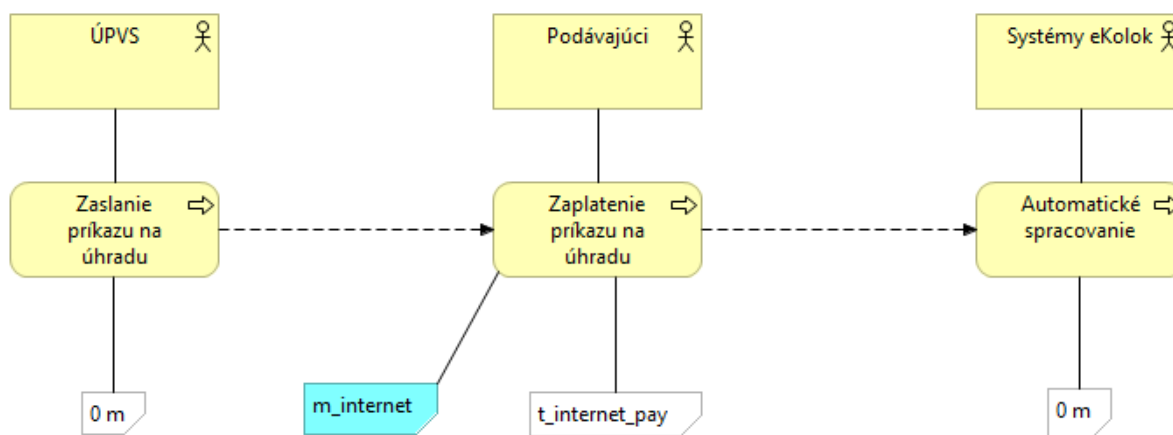 ÚPVS
Podávajúci
Systémy eKolok
Zaslanie
príkazu na
úhradu
Zaplatenie
príkazu na
úhradu
Automatické
spracovanie
0 m
m_internet
t_internet_pay
0 m